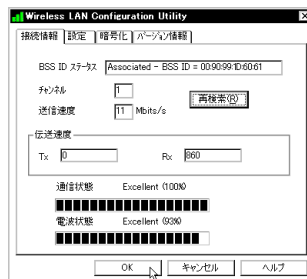 Wireless LAN Configuration Utility
接続情報 設定 暗号化 バージョン情報
BSS ID ステータス Associated - BSS ID = 00:90:99:1D:60:61
チャンネル 1
再検索(R)
送信速度 11 Mbits/s
伝送速度
Tx 0 Rx 860
通信状態 Excellent (100%)
電波状態 Excellent (93%)
OK キャンセル ヘルプ